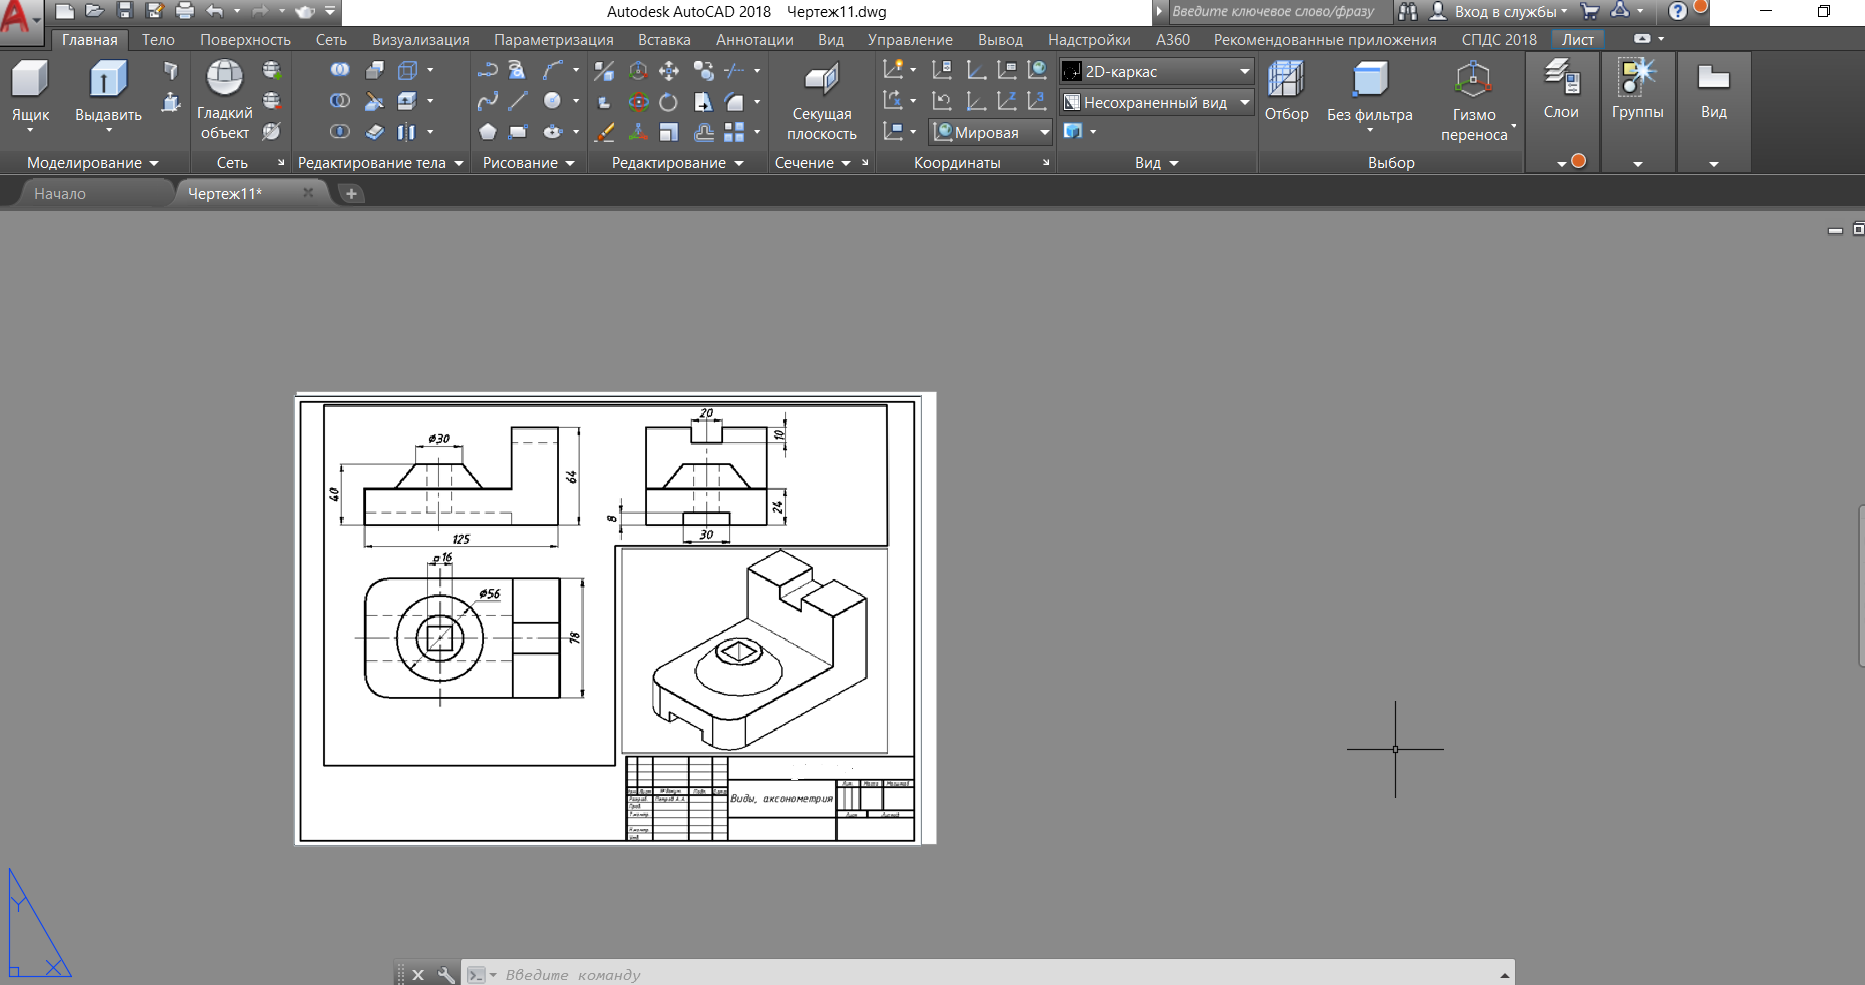 Autodesk AutoCAD 2018 Чертеж11.dwg
Введите ключевое слово/фразу
Вход в службы
Главная Тело Поверхность Сеть Визуализация Параметризация Вставка Аннотации Вид Управление Вывод Надстройки A360 Рекомендованные приложения СПДС 2018 Лист
Ящик
Выдавить
Гладкий объект
Секущая плоскость
2D-каркас
Несохраненный вид
Мировая
Отбор
Без фильтра
Гизмо переноса
Слои
Группы
Вид
Моделирование Сеть Редактирование тела Рисование Редактирование Сечение Координаты Вид Выбор
Начало Чертеж11*
20
Ø30
10
40
64
8
24
125
30
▫16
Ø56
78
Виды, аксонометрия
Y
X
Введите команду